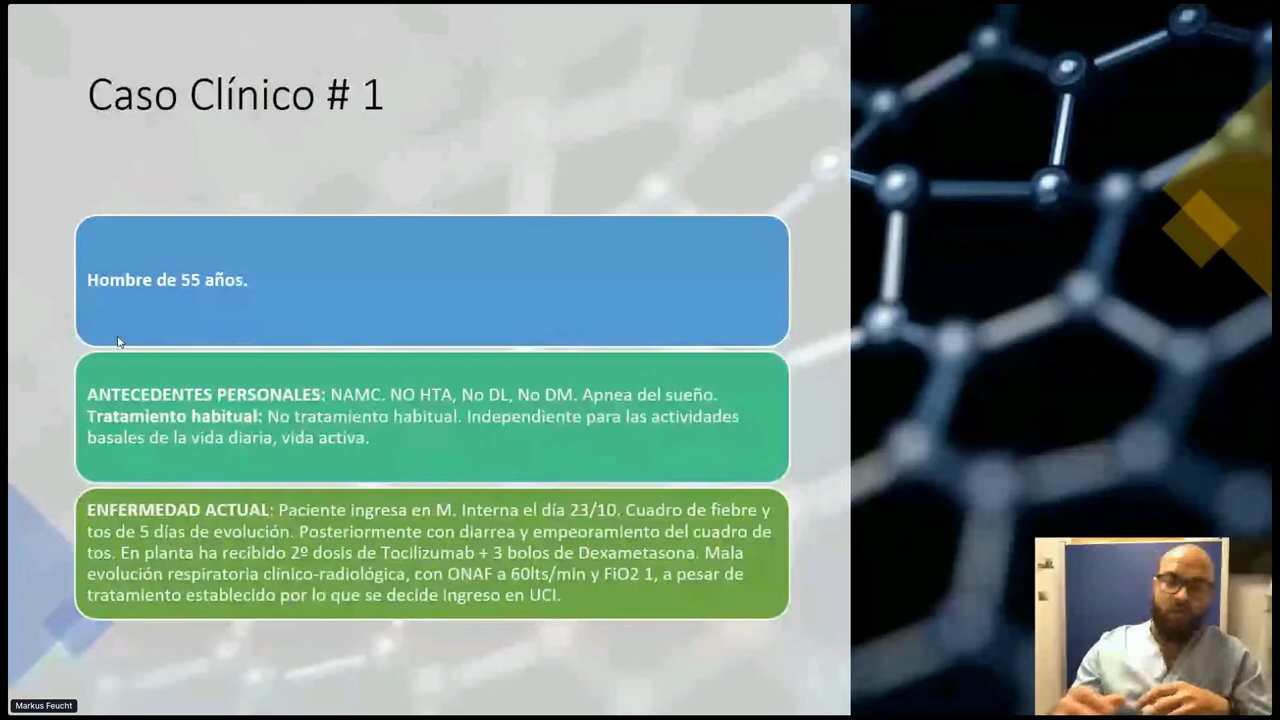 Caso Clínico # 1
Hombre de 55 años.
ANTECEDENTES PERSONALES: NAMC. NO HTA, No DL, No DM. Apnea del sueño.
Tratamiento habitual: No tratamiento habitual. Independiente para las actividades
basales de la vida diaria, vida activa.
ENFERMEDAD ACTUAL: Paciente ingresa en M. Interna el día 23/10. Cuadro de fiebre y
tos de 5 días de evolución. Posteriormente con diarrea y empeoramiento del cuadro de
tos. En planta ha recibido 2º dosis de Tocilizumab + 3 bolos de Dexametasona. Mala
evolución respiratoria clínico-radiológica, con ONAF a 60lts/min y FiO2 1, a pesar de
tratamiento establecido por lo que se decide ingreso en UCI.
Markus Feucht